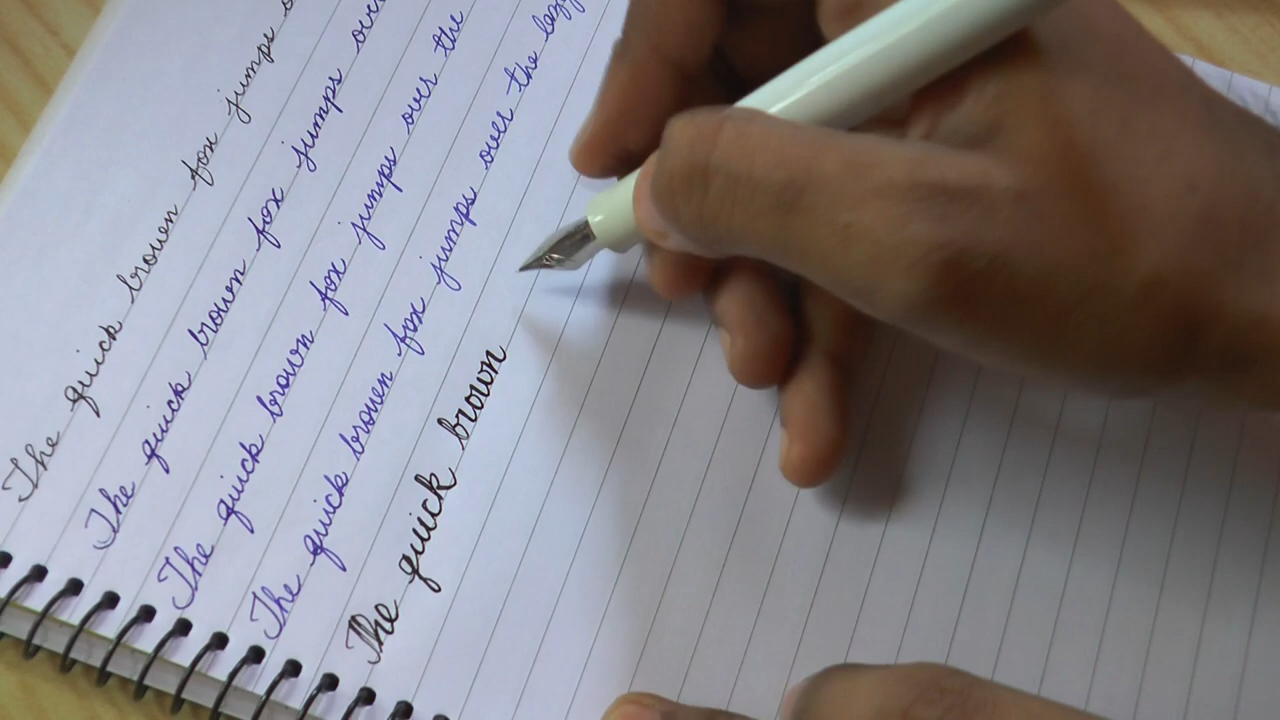 The quick brown fox jumps
The quick brown fox jumps over
The quick brown fox jumps over the
The quick brown fox jumps over the lazy
The quick brown